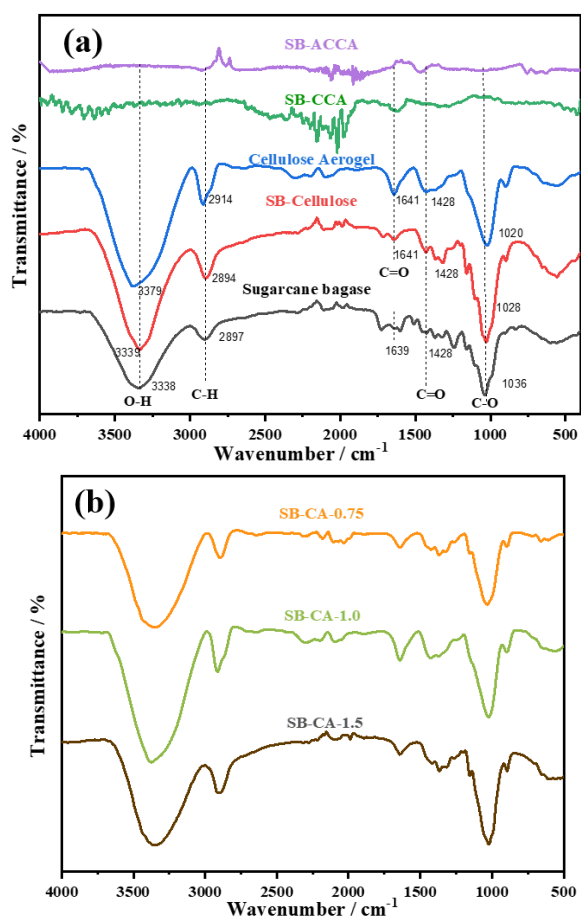 (a)
SB-ACCA
SB-CCA
Cellulose Aerogel
2914
1641
1428
1020
3379
SB-Cellulose
1641
C=O
1428
1028
2894
Sugarcane bagase
3339
2897
1639
1428
1036
3338
O-H
C-H
C=O
C-O
Transmittance / %
4000 3500 3000 2500 2000 1500 1000 500
Wavenumber / cm-1
(b)
SB-CA-0.75
SB-CA-1.0
SB-CA-1.5
Transmittance / %
4000 3500 3000 2500 2000 1500 1000 500
Wavenumber / cm-1